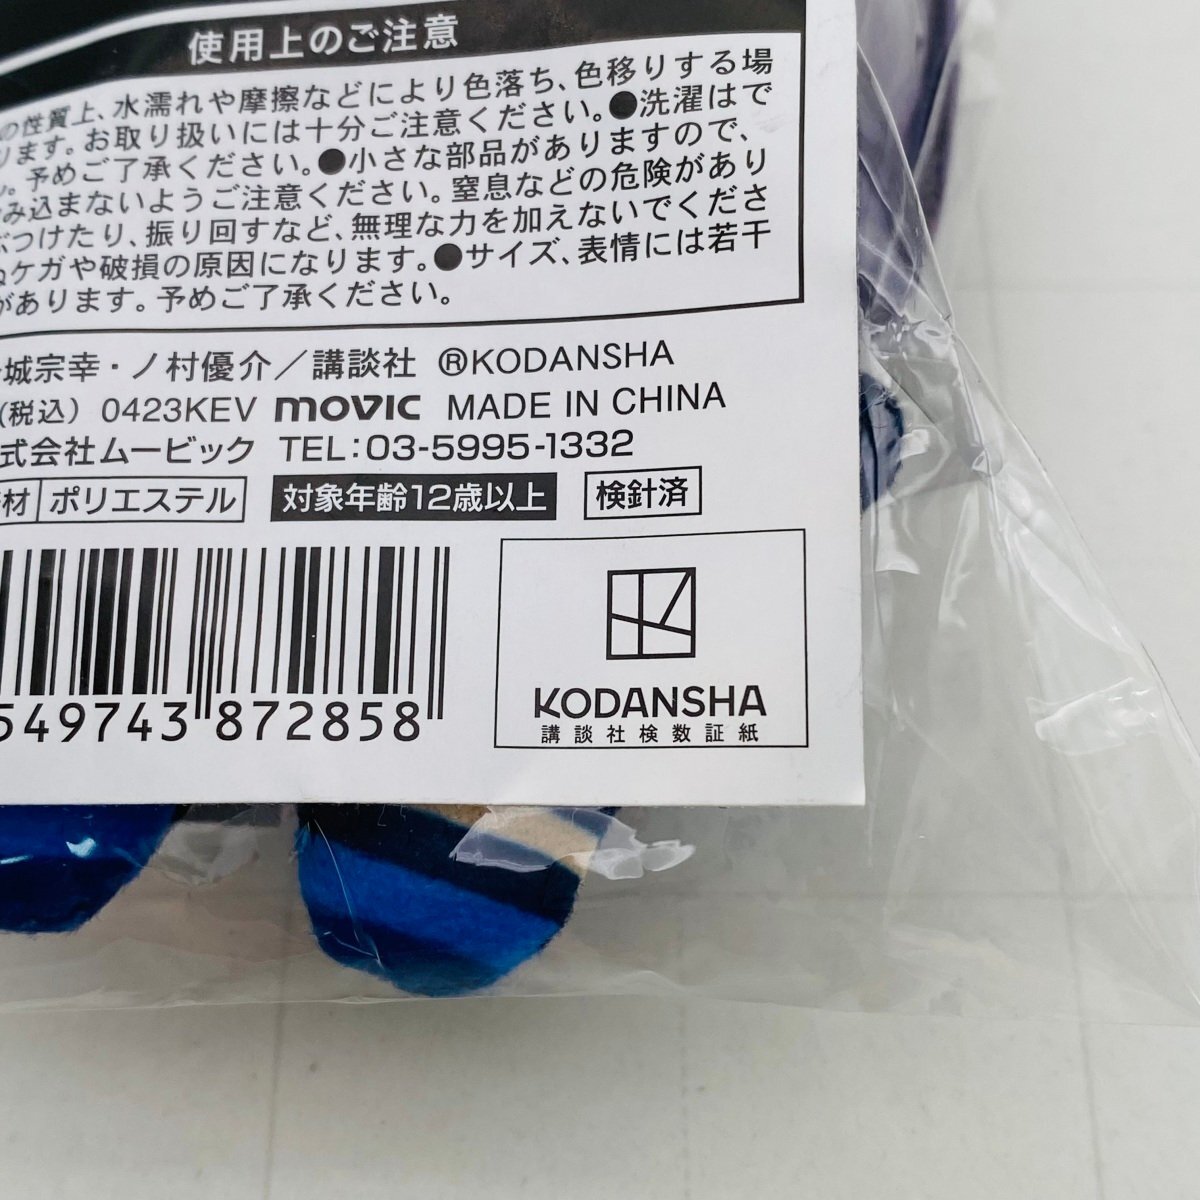 使用上のご注意
の性質上、水濡れや摩擦などにより色落ち、色移りする場
ります。お取り扱いには十分ご注意ください。●洗濯はで
い。予めご了承ください。●小さな部品がありますので、
み込まないようご注意ください。窒息などの危険があり
ぶつけたり、振り回すなど、無理な力を加えないでくださ
ぬケガや破損の原因になります。●サイズ、表情には若干
があります。予めご了承ください。
城宗幸・ノ村優介／講談社 ®KODANSHA
(税込) 0423KEV movic MADE IN CHINA
式会社ムービック TEL:03-5995-1332
材 ポリエステル 対象年齢12歳以上 検針済
549743 872858
KODANSHA
講談社検数証紙